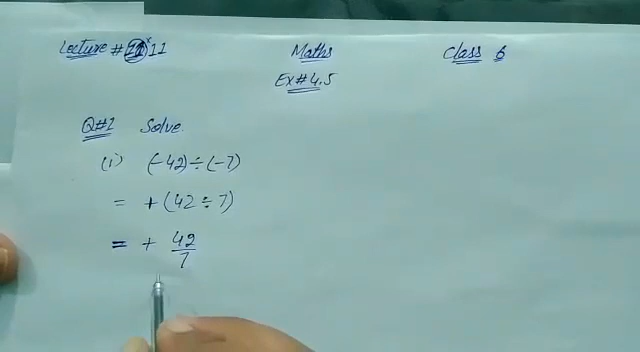 Lecture # 11
Maths
Class 6
Ex # 4.5
Q#1 Solve.
(i) (-42) ÷ (-7)
= +(42 ÷ 7)
= + 42/7